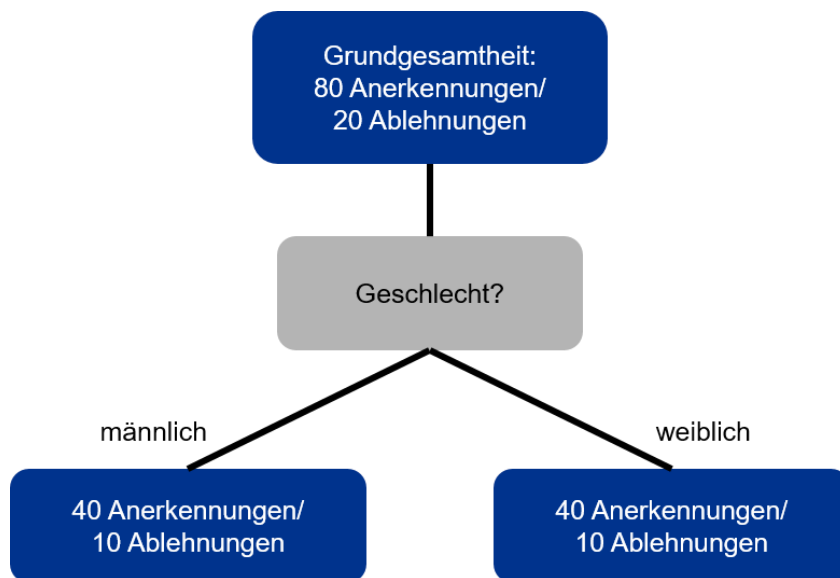 Grundgesamtheit:
80 Anerkennungen/
20 Ablehnungen
Geschlecht?
männlich
weiblich
40 Anerkennungen/
10 Ablehnungen
40 Anerkennungen/
10 Ablehnungen